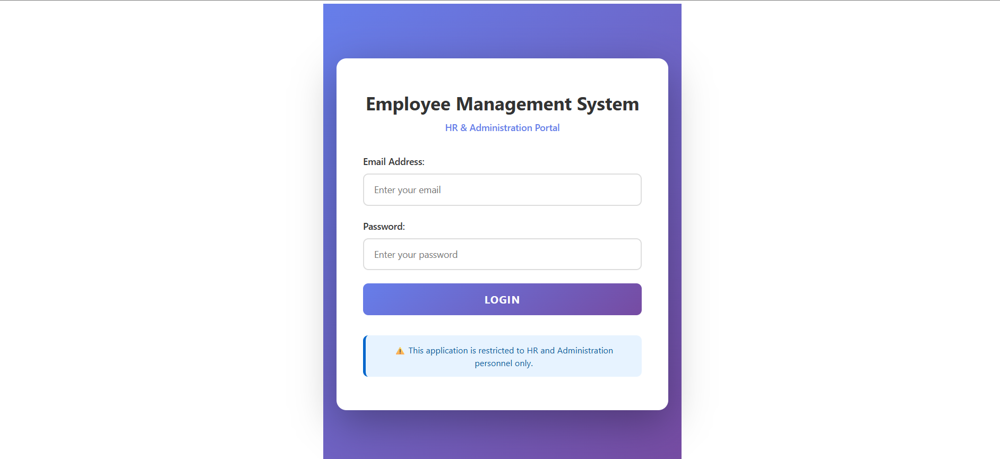 Employee Management System
HR & Administration Portal
Email Address:
Enter your email
Password:
Enter your password
LOGIN
⚠️ This application is restricted to HR and Administration
personnel only.